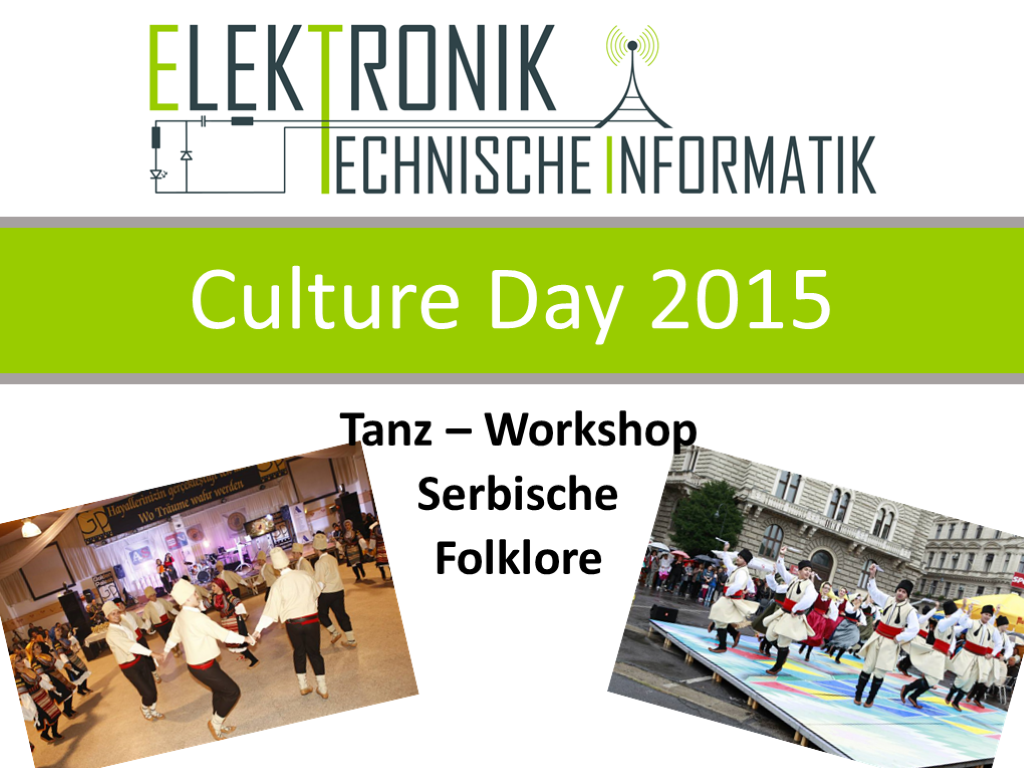 ELEKTRONIK
TECHNISCHE INFORMATIK
Culture Day 2015
Tanz – Workshop
Serbische
Folklore
Wo Träume wahr werden